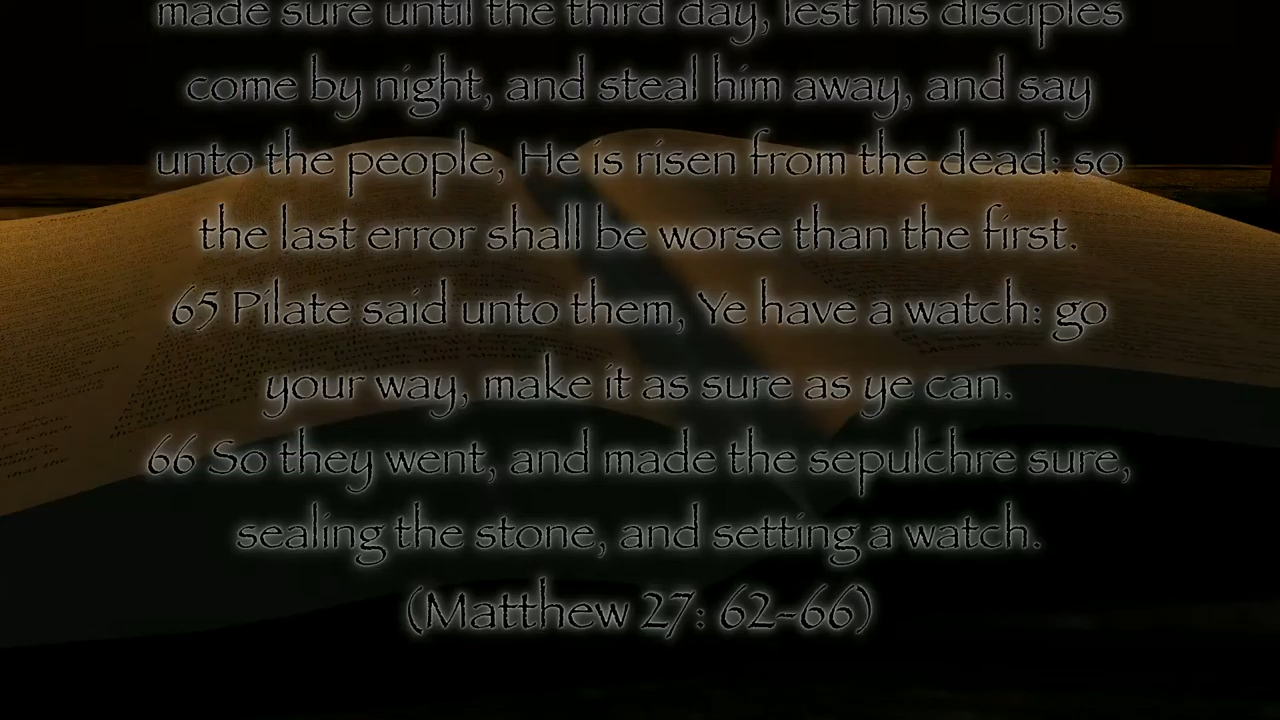 made sure until the third day, lest his disciples
come by night, and steal him away, and say
unto the people, He is risen from the dead: so
the last error shall be worse than the first.
65 Pilate said unto them, Ye have a watch: go
your way, make it as sure as ye can.
66 So they went, and made the sepulchre sure,
sealing the stone, and setting a watch.
(Matthew 27: 62-66)